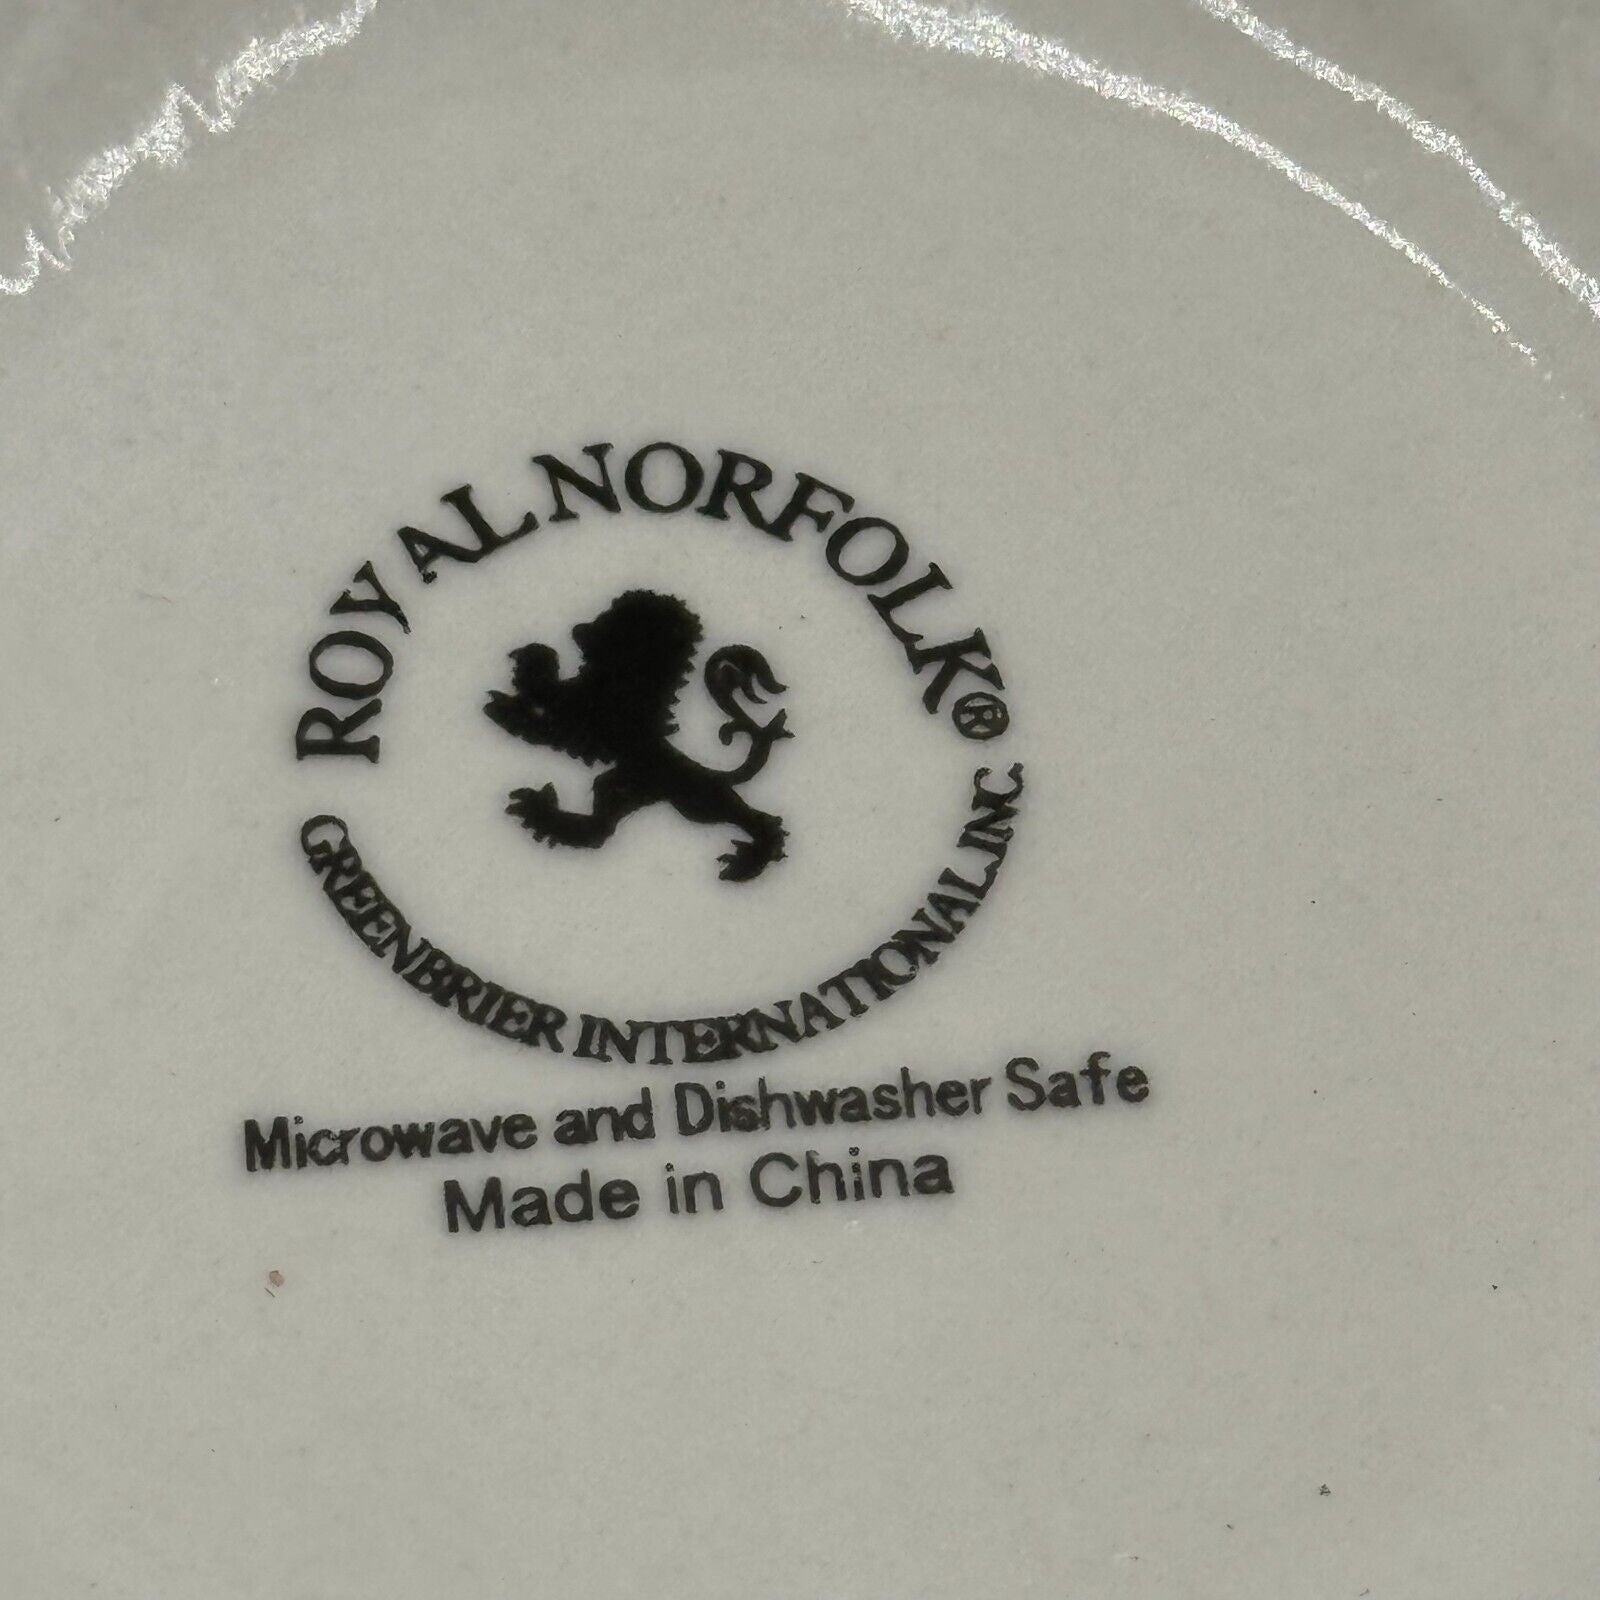 ROYAL NORFOLK®
GREENBRIER INTERNATIONAL,INC
Microwave and Dishwasher Safe
Made in China